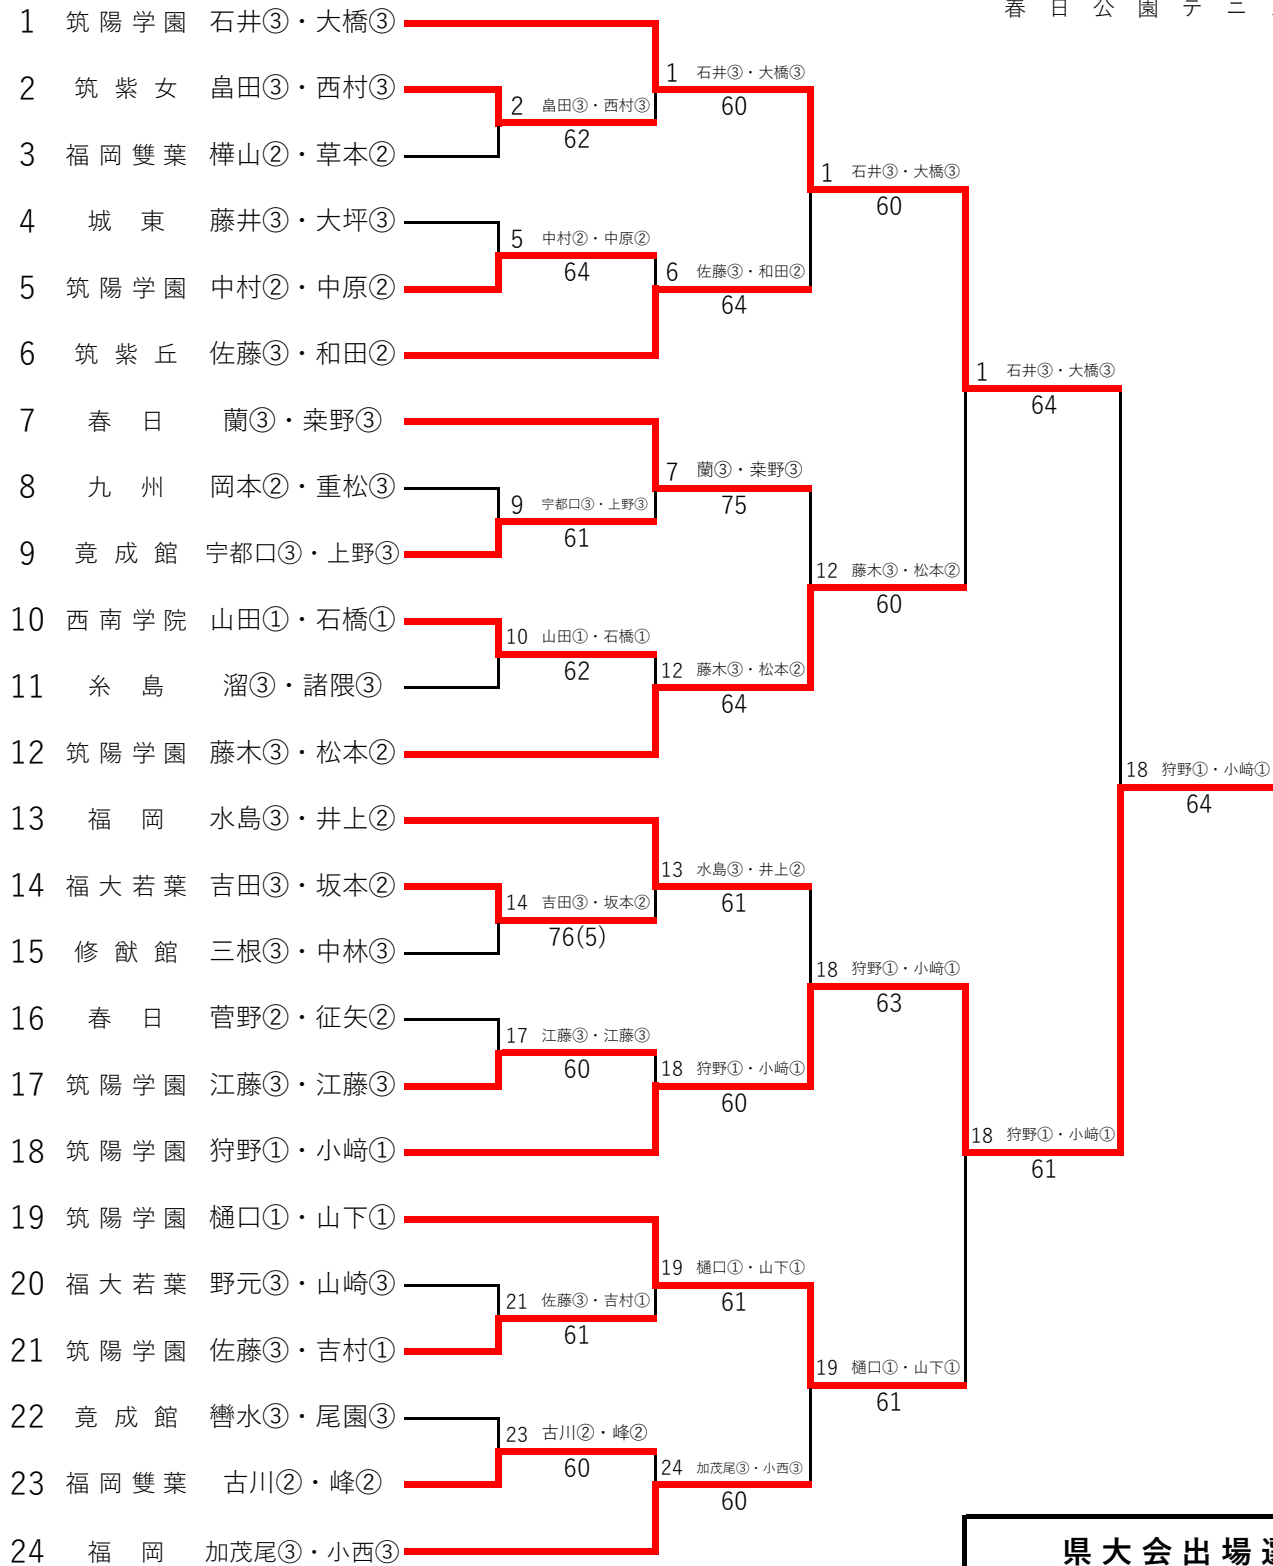 春日公園テニ
1 筑陽学園 石井③・大橋③
2 筑紫女 畠田③・西村③
3 福岡雙葉 樺山②・草本②
4 城東 藤井③・大坪③
5 筑陽学園 中村②・中原②
6 筑紫丘 佐藤③・和田②
7 春日 蘭③・桒野③
8 九州 岡本②・重松③
9 竟成館 宇都口③・上野③
10 西南学院 山田①・石橋①
11 糸島 溜③・諸隈③
12 筑陽学園 藤木③・松本②
13 福岡 水島③・井上②
14 福大若葉 吉田③・坂本②
15 修猷館 三根③・中林③
16 春日 菅野②・征矢②
17 筑陽学園 江藤③・江藤③
18 筑陽学園 狩野①・小﨑①
19 筑陽学園 樋口①・山下①
20 福大若葉 野元③・山崎③
21 筑陽学園 佐藤③・吉村①
22 竟成館 轡水③・尾園③
23 福岡雙葉 古川②・峰②
24 福岡 加茂尾③・小西③
2 畠田③・西村③
62
5 中村②・中原②
64
9 宇都口③・上野③
61
10 山田①・石橋①
62
14 吉田③・坂本②
76(5)
17 江藤③・江藤③
60
21 佐藤③・吉村①
61
23 古川②・峰②
60
1 石井③・大橋③
60
6 佐藤③・和田②
64
7 蘭③・桒野③
75
12 藤木③・松本②
64
13 水島③・井上②
61
18 狩野①・小﨑①
60
19 樋口①・山下①
61
24 加茂尾③・小西③
60
1 石井③・大橋③
60
12 藤木③・松本②
60
18 狩野①・小﨑①
63
19 樋口①・山下①
61
1 石井③・大橋③
64
18 狩野①・小﨑①
61
18 狩野①・小﨑①
64
県大会出場選